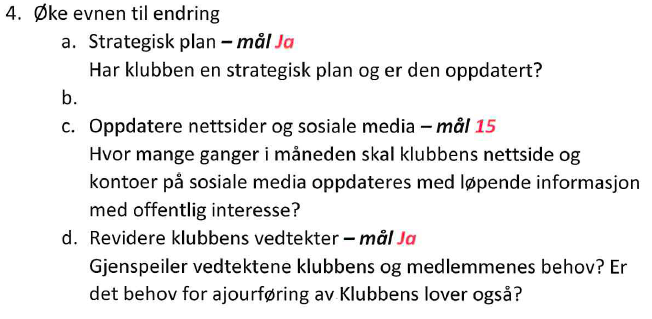 4. Øke evnen til endring
a. Strategisk plan – mål Ja
Har klubben en strategisk plan og er den oppdatert?
b.
c. Oppdatere nettsider og sosiale media – mål 15
Hvor mange ganger i måneden skal klubbens nettside og
kontoer på sosiale media oppdateres med løpende informasjon
med offentlig interesse?
d. Revidere klubbens vedtekter – mål Ja
Gjenspeiler vedtektene klubbens og medlemmenes behov? Er
det behov for ajourføring av Klubbens lover også?